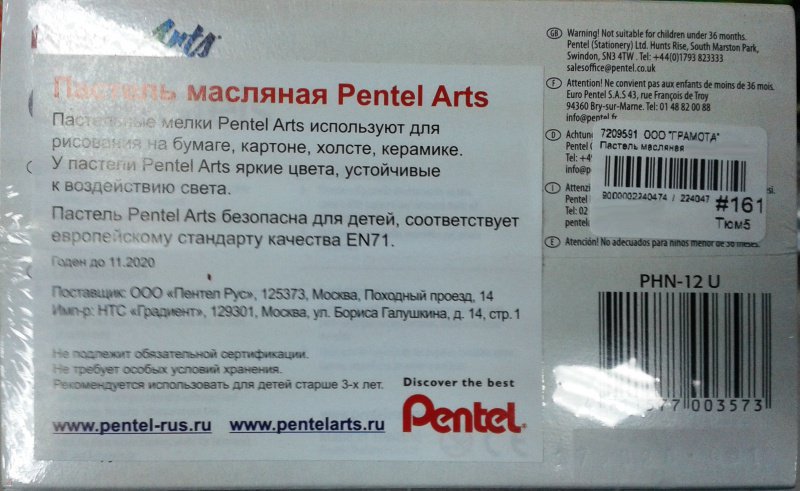 Arts
Пастель масляная Pentel Arts
Пастельные мелки Pentel Arts используют для
рисования на бумаге, картоне, холсте, керамике.
У пастели Pentel Arts яркие цвета, устойчивые
к воздействию света.
Пастель Pentel Arts безопасна для детей, соответствует
европейскому стандарту качества EN71.
Годен до 11.2020
Поставщик: ООО «Пентел Рус», 125373, Москва, Походный проезд, 14
Имп-р: НТС «Градиент», 129301, Москва, ул. Бориса Галушкина, д. 14, стр.1
Не подлежит обязательной сертификации.
Не требует особых условий хранения.
Рекомендуется использовать для детей старше 3-х лет.
www.pentel-rus.ru www.pentelarts.ru
Discover the best
Pentel
GB Warning! Not suitable for children under 36 months.
Pentel (Stationery) Ltd. Hunts Rise, South Marston Park,
Swindon, SN3 4TW . Tel: +44(0)1793 823333
salesoffice@pentel.co.uk
F Attention! Ne convient pas aux enfants de moins de 36 mois.
Euro Pentel S.A.S 43, rue François de Troy
94360 Bry-sur-Marne. Tel: 01 48 82 00 88
info@pentel.fr
D
Pentel
Tel:
I
Pentel
Tel: 02
E Atención! No adecuados para niños menor de 36 meses.
7209591 ООО "ГРАМОТА"
Пастель масляная
9000002240474 / 224047
#161
Тюм5
PHN-12 U
77 003573